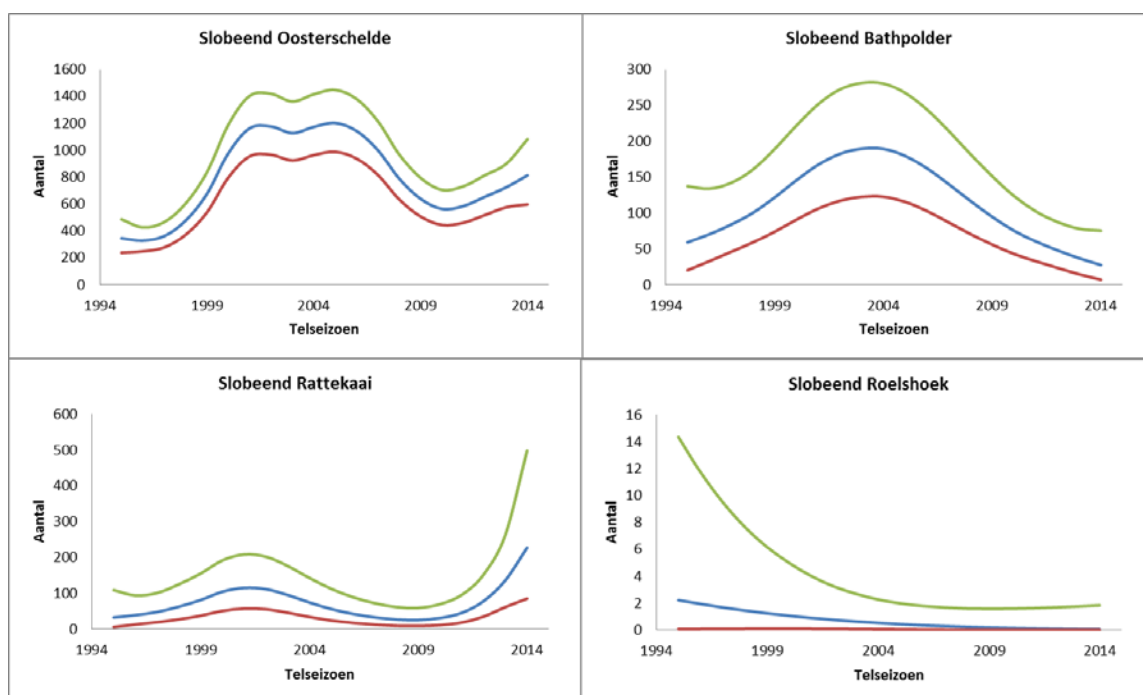 Slobeend Oosterschelde
1600
1400
1200
1000
800
600
400
200
0
Aantal
1994 1999 2004 2009 2014
Telseizoen
Slobeend Bathpolder
300
250
200
150
100
50
0
Aantal
1994 1999 2004 2009 2014
Telseizoen
Slobeend Rattekaai
600
500
400
300
200
100
0
Aantal
1994 1999 2004 2009 2014
Telseizoen
Slobeend Roelshoek
16
14
12
10
8
6
4
2
0
Aantal
1994 1999 2004 2009 2014
Telseizoen